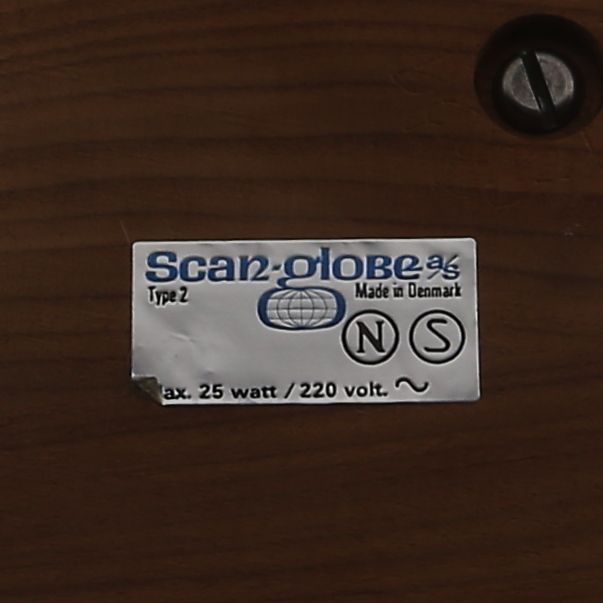 Scan-globe a/s
Type 2
Made in Denmark
N S
ax. 25 watt / 220 volt. ~